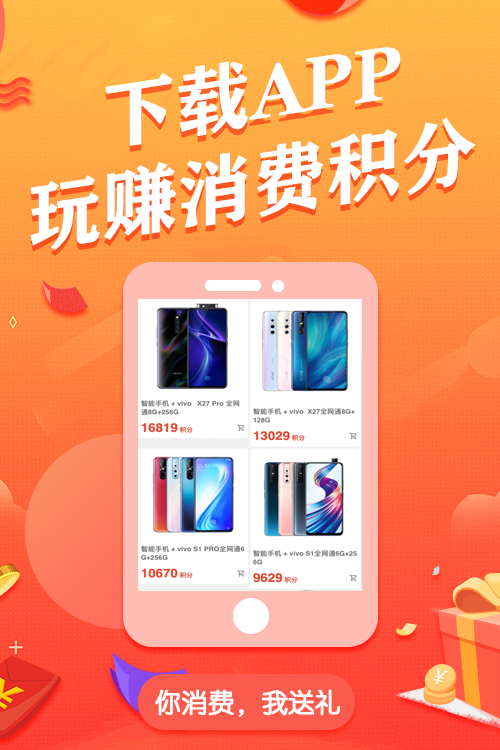 下载APP
玩赚消费积分
智能手机 + vivo X27 Pro 全网
通8G+256G
16819 积分
智能手机 + vivo X27全网通8G+
128G
13029 积分
智能手机 + vivo S1 PRO全网通6
G+256G
10670 积分
智能手机 + vivo S1全网通6G+25
6G
9629 积分
你消费，我送礼